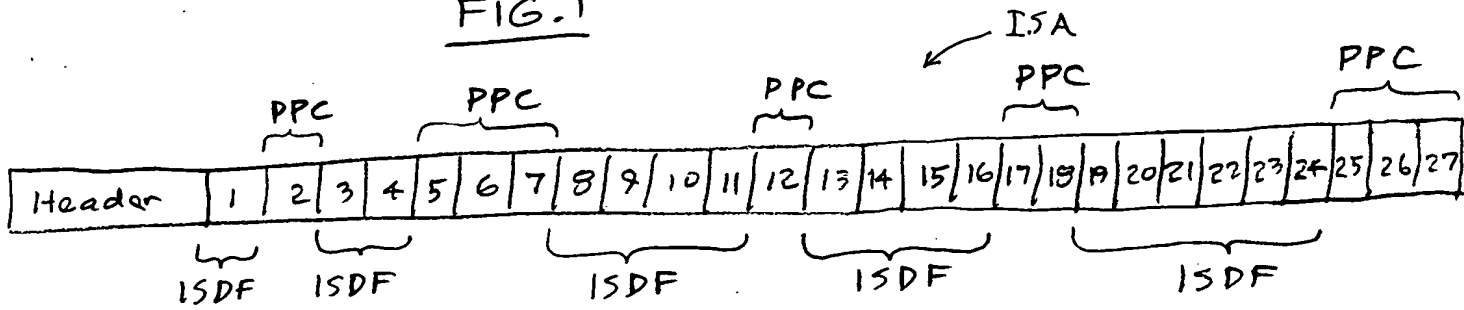 FIG.1
ISA
PPC PPC PPC PPC PPC
Header 1 2 3 4 5 6 7 8 9 10 11 12 13 14 15 16 17 18 19 20 21 22 23 24 25 26 27
ISDF ISDF ISDF ISDF ISDF